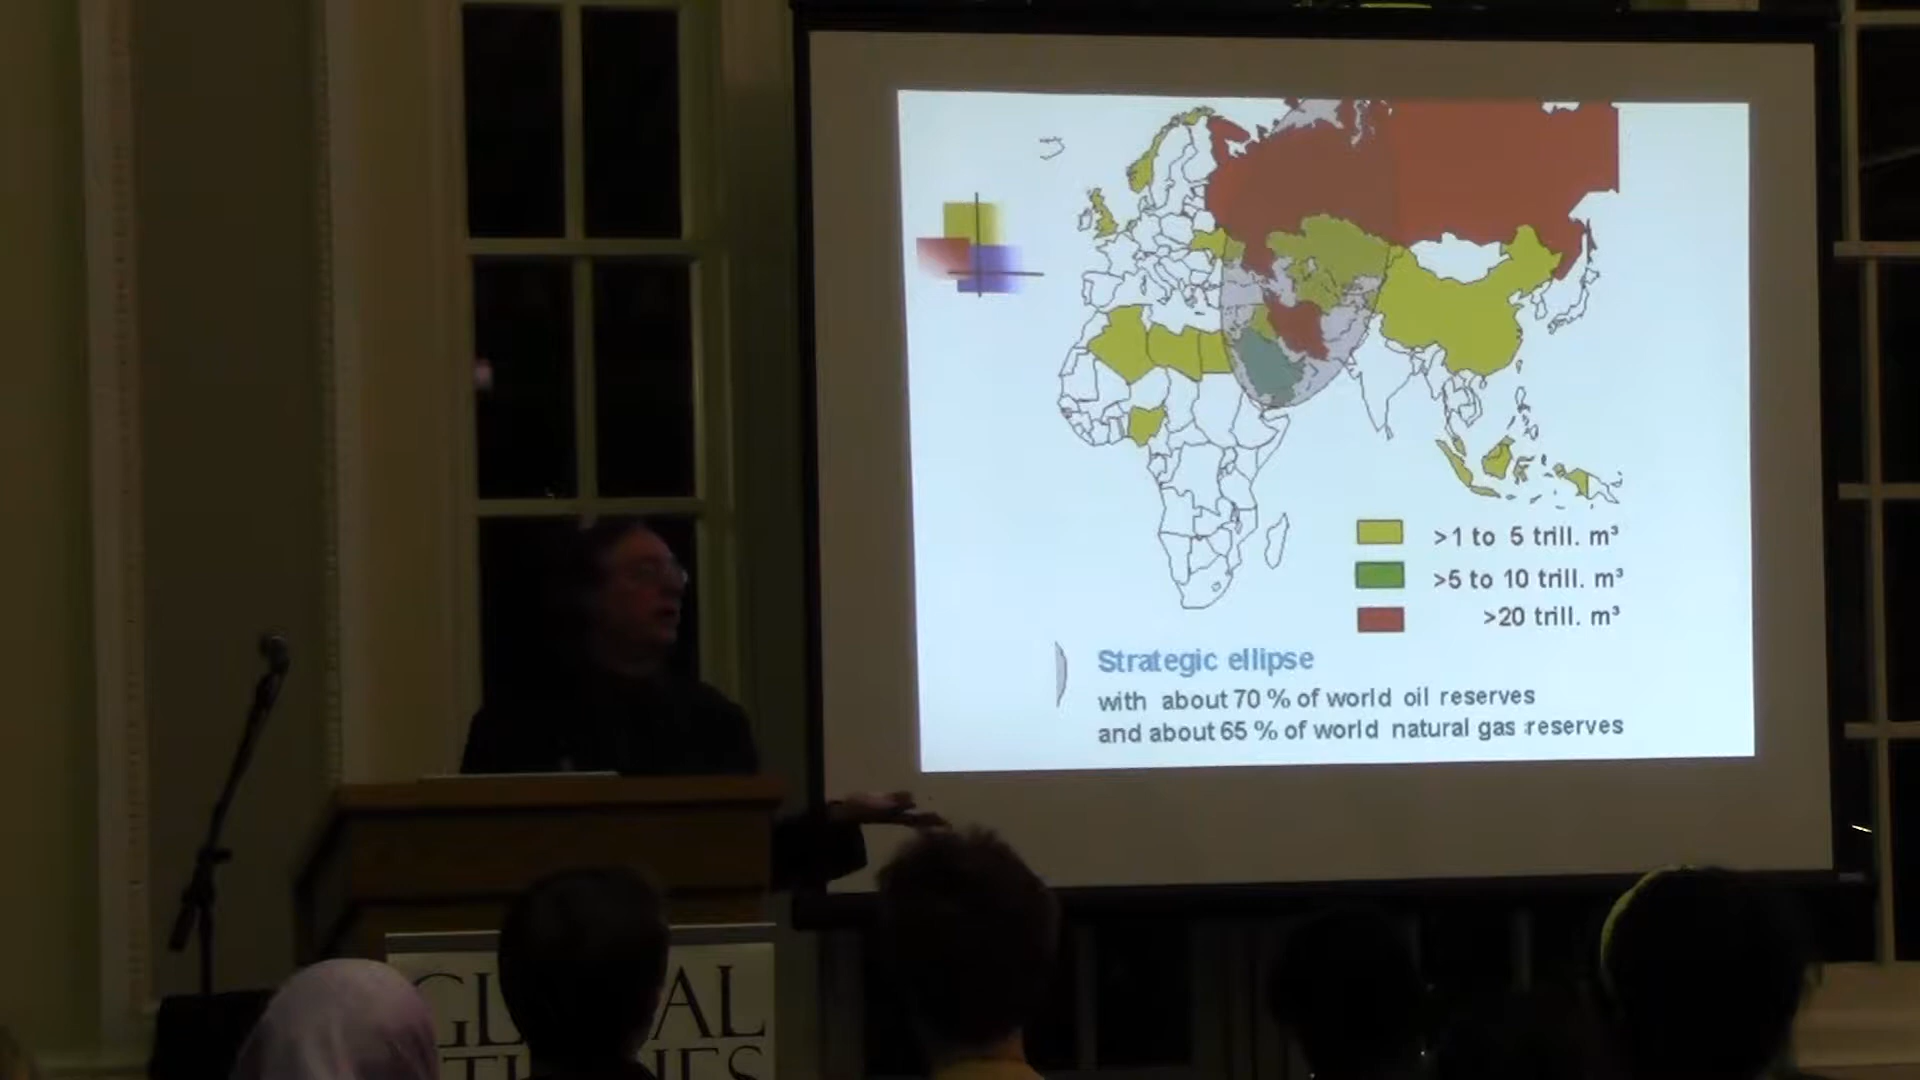 >1 to 5 trill. m³
>5 to 10 trill. m³
>20 trill. m³
Strategic ellipse
with about 70 % of world oil reserves
and about 65 % of world natural gas reserves